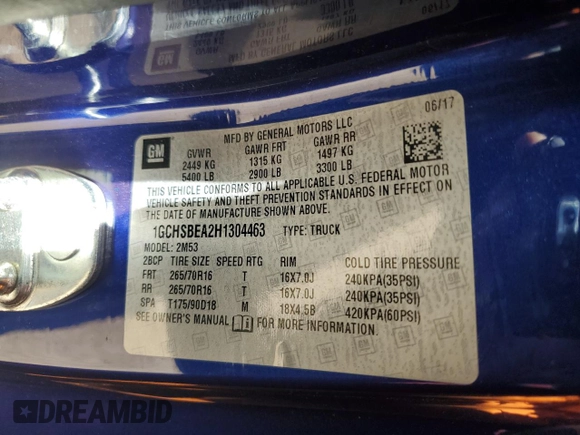 GM
MFD BY GENERAL MOTORS LLC
06/17
GVWR GAWR FRT GAWR RR
2449 KG 1315 KG 1497 KG
5400 LB 2900 LB 3300 LB
THIS VEHICLE CONFORMS TO ALL APPLICABLE U.S. FEDERAL MOTOR
VEHICLE SAFETY AND THEFT PREVENTION STANDARDS IN EFFECT ON
THE DATE OF MANUFACTURE SHOWN ABOVE.
1GCHSBEA2H1304463 TYPE: TRUCK
MODEL: 2M53
2BCP TIRE SIZE SPEED RTG RIM COLD TIRE PRESSURE
FRT 265/70R16 T 16X7.0J 240KPA(35PSI)
RR 265/70R16 T 16X7.0J 240KPA(35PSI)
SPA T175/90D18 M 18X4.5B 420KPA(60PSI)
SEE OWNER'S MANUAL FOR MORE INFORMATION
DREAMBID